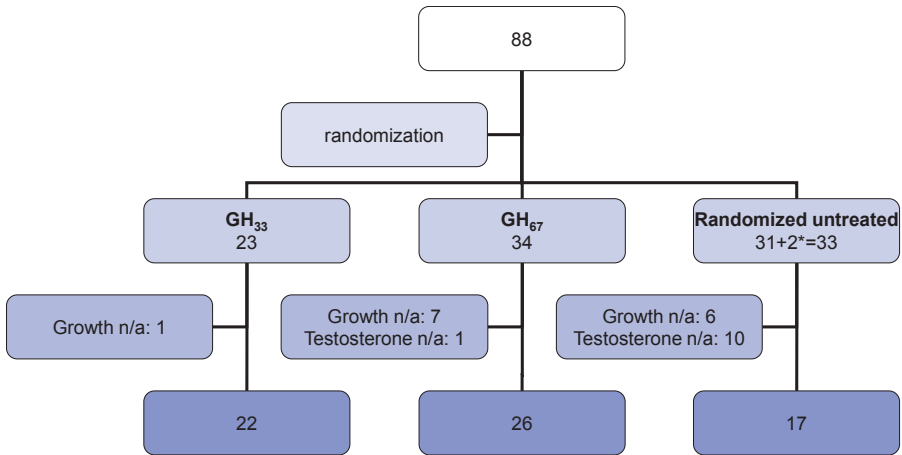 88
randomization
GH33
23
GH67
34
Randomized untreated
31+2*=33
Growth n/a: 1
Growth n/a: 7
Testosterone n/a: 1
Growth n/a: 6
Testosterone n/a: 10
22
26
17